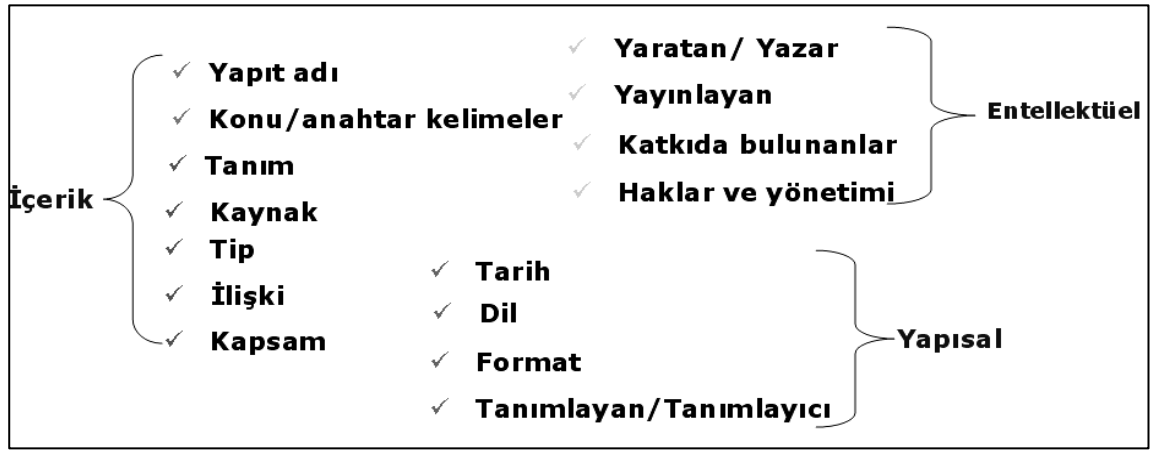 İçerik
Yapıt adı
Konu/anahtar kelimeler
Tanım
Kaynak
Tip
İlişki
Kapsam
Yaratan/ Yazar
Yayınlayan
Katkıda bulunanlar
Haklar ve yönetimi
Entellektüel
Tarih
Dil
Format
Tanımlayan/Tanımlayıcı
Yapısal